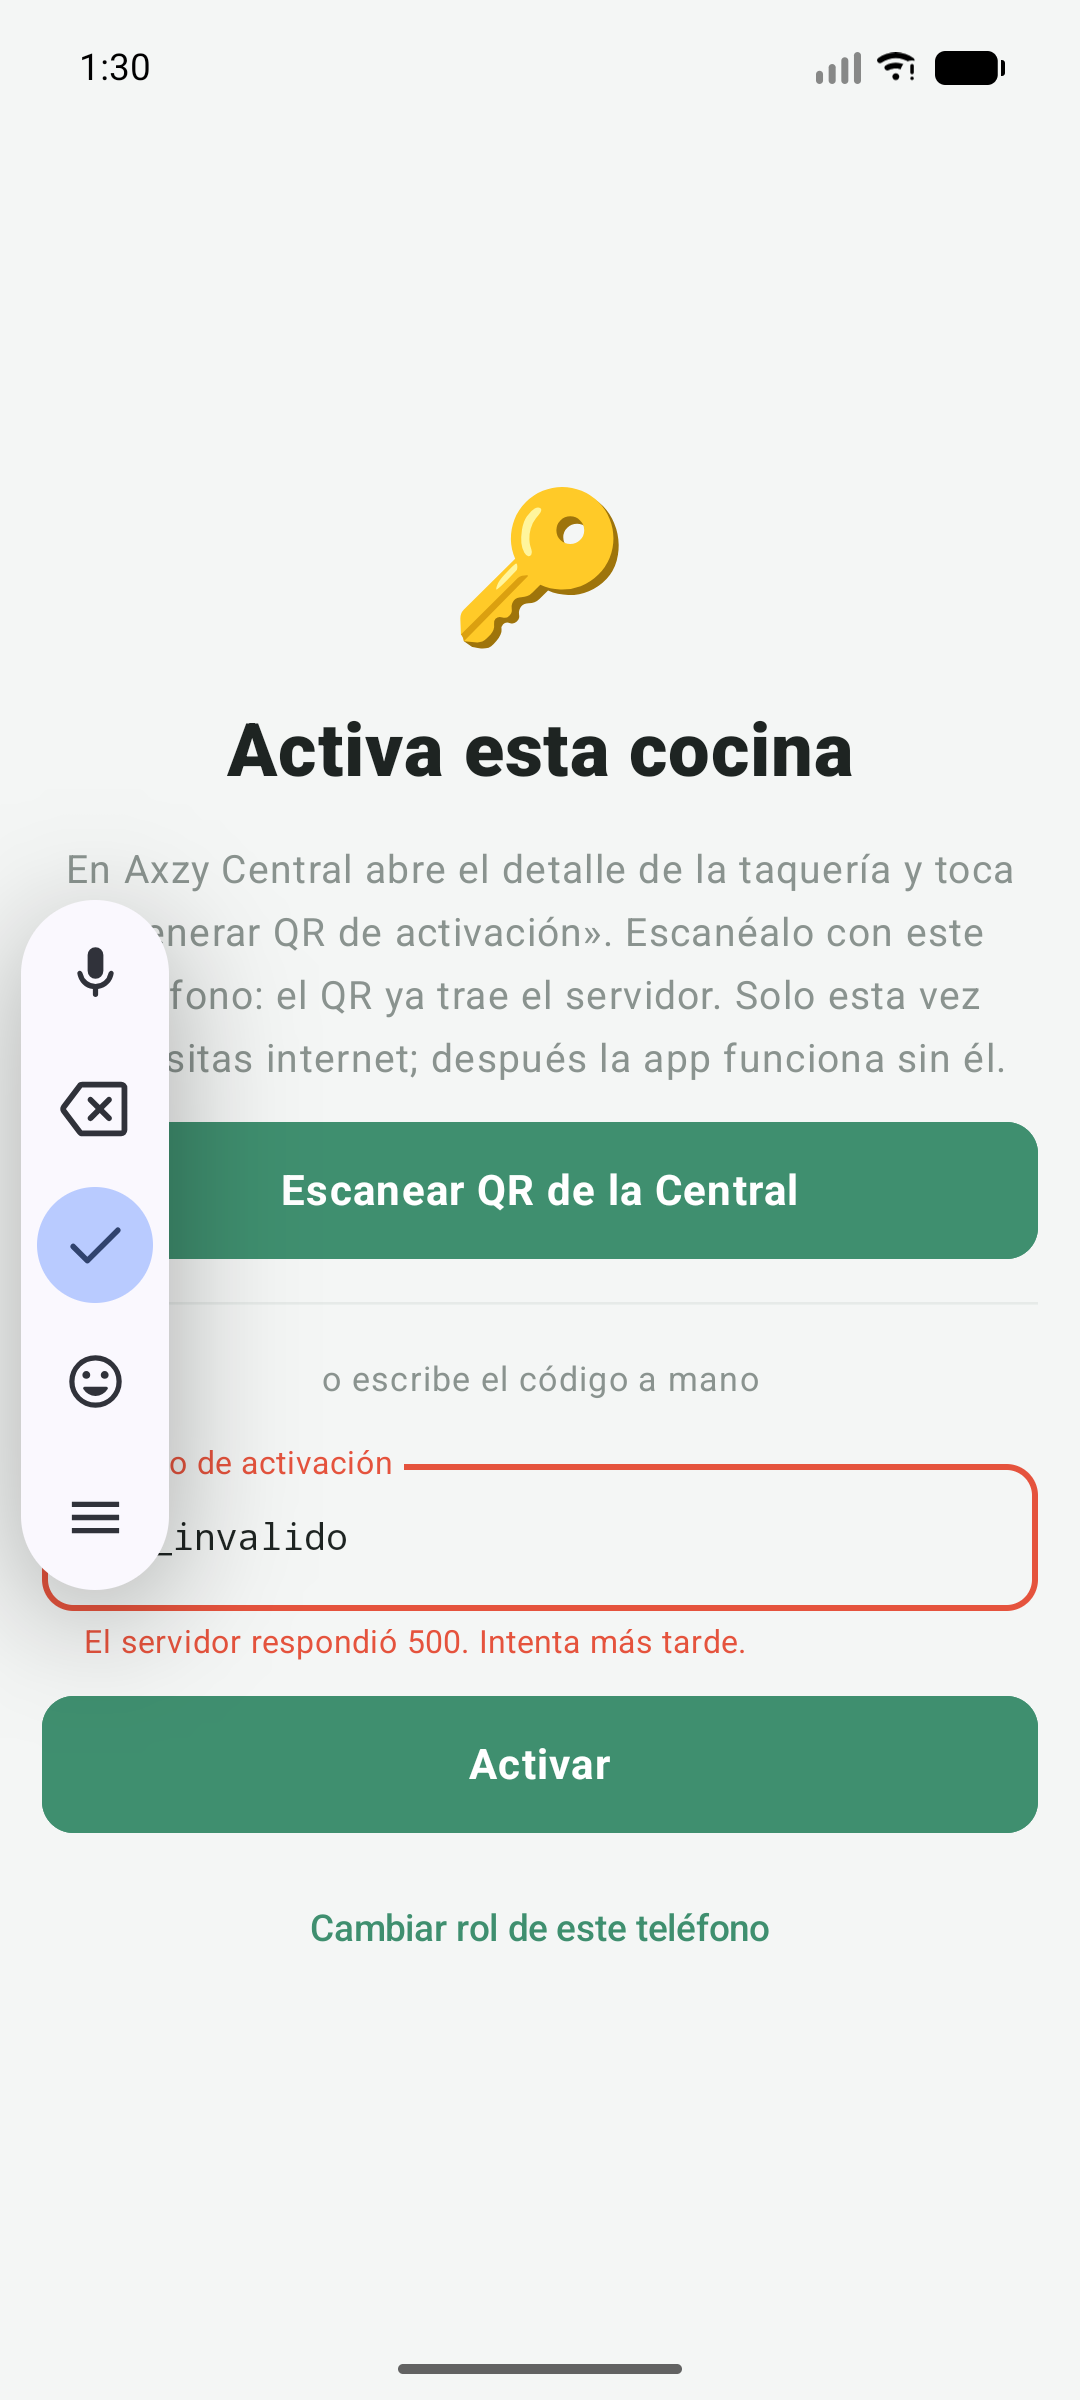 1:30
Activa esta cocina
En Axzy Central abre el detalle de la taquería y toca
QR de activación». Escanéalo con este
el QR ya trae el servidor. Solo esta vez
internet; después la app funciona sin él.
Escanear QR de la Central
o escribe el código a mano
de activación
_invalido
El servidor respondió 500. Intenta más tarde.
Activar
Cambiar rol de este teléfono